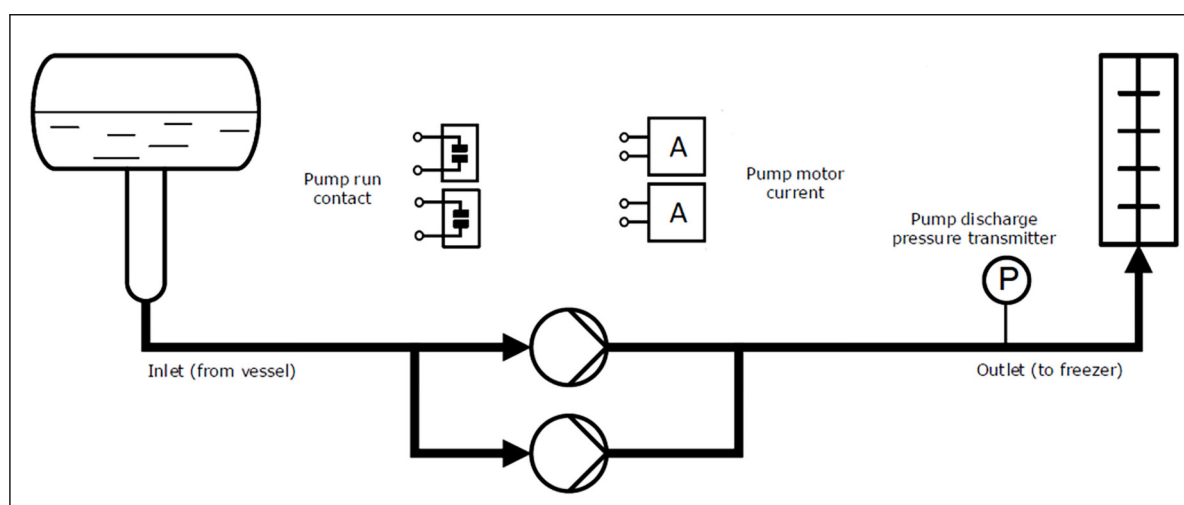 Pump run
contact
A
A
Pump motor
current
Pump discharge
pressure transmitter
P
Inlet (from vessel)
Outlet (to freezer)